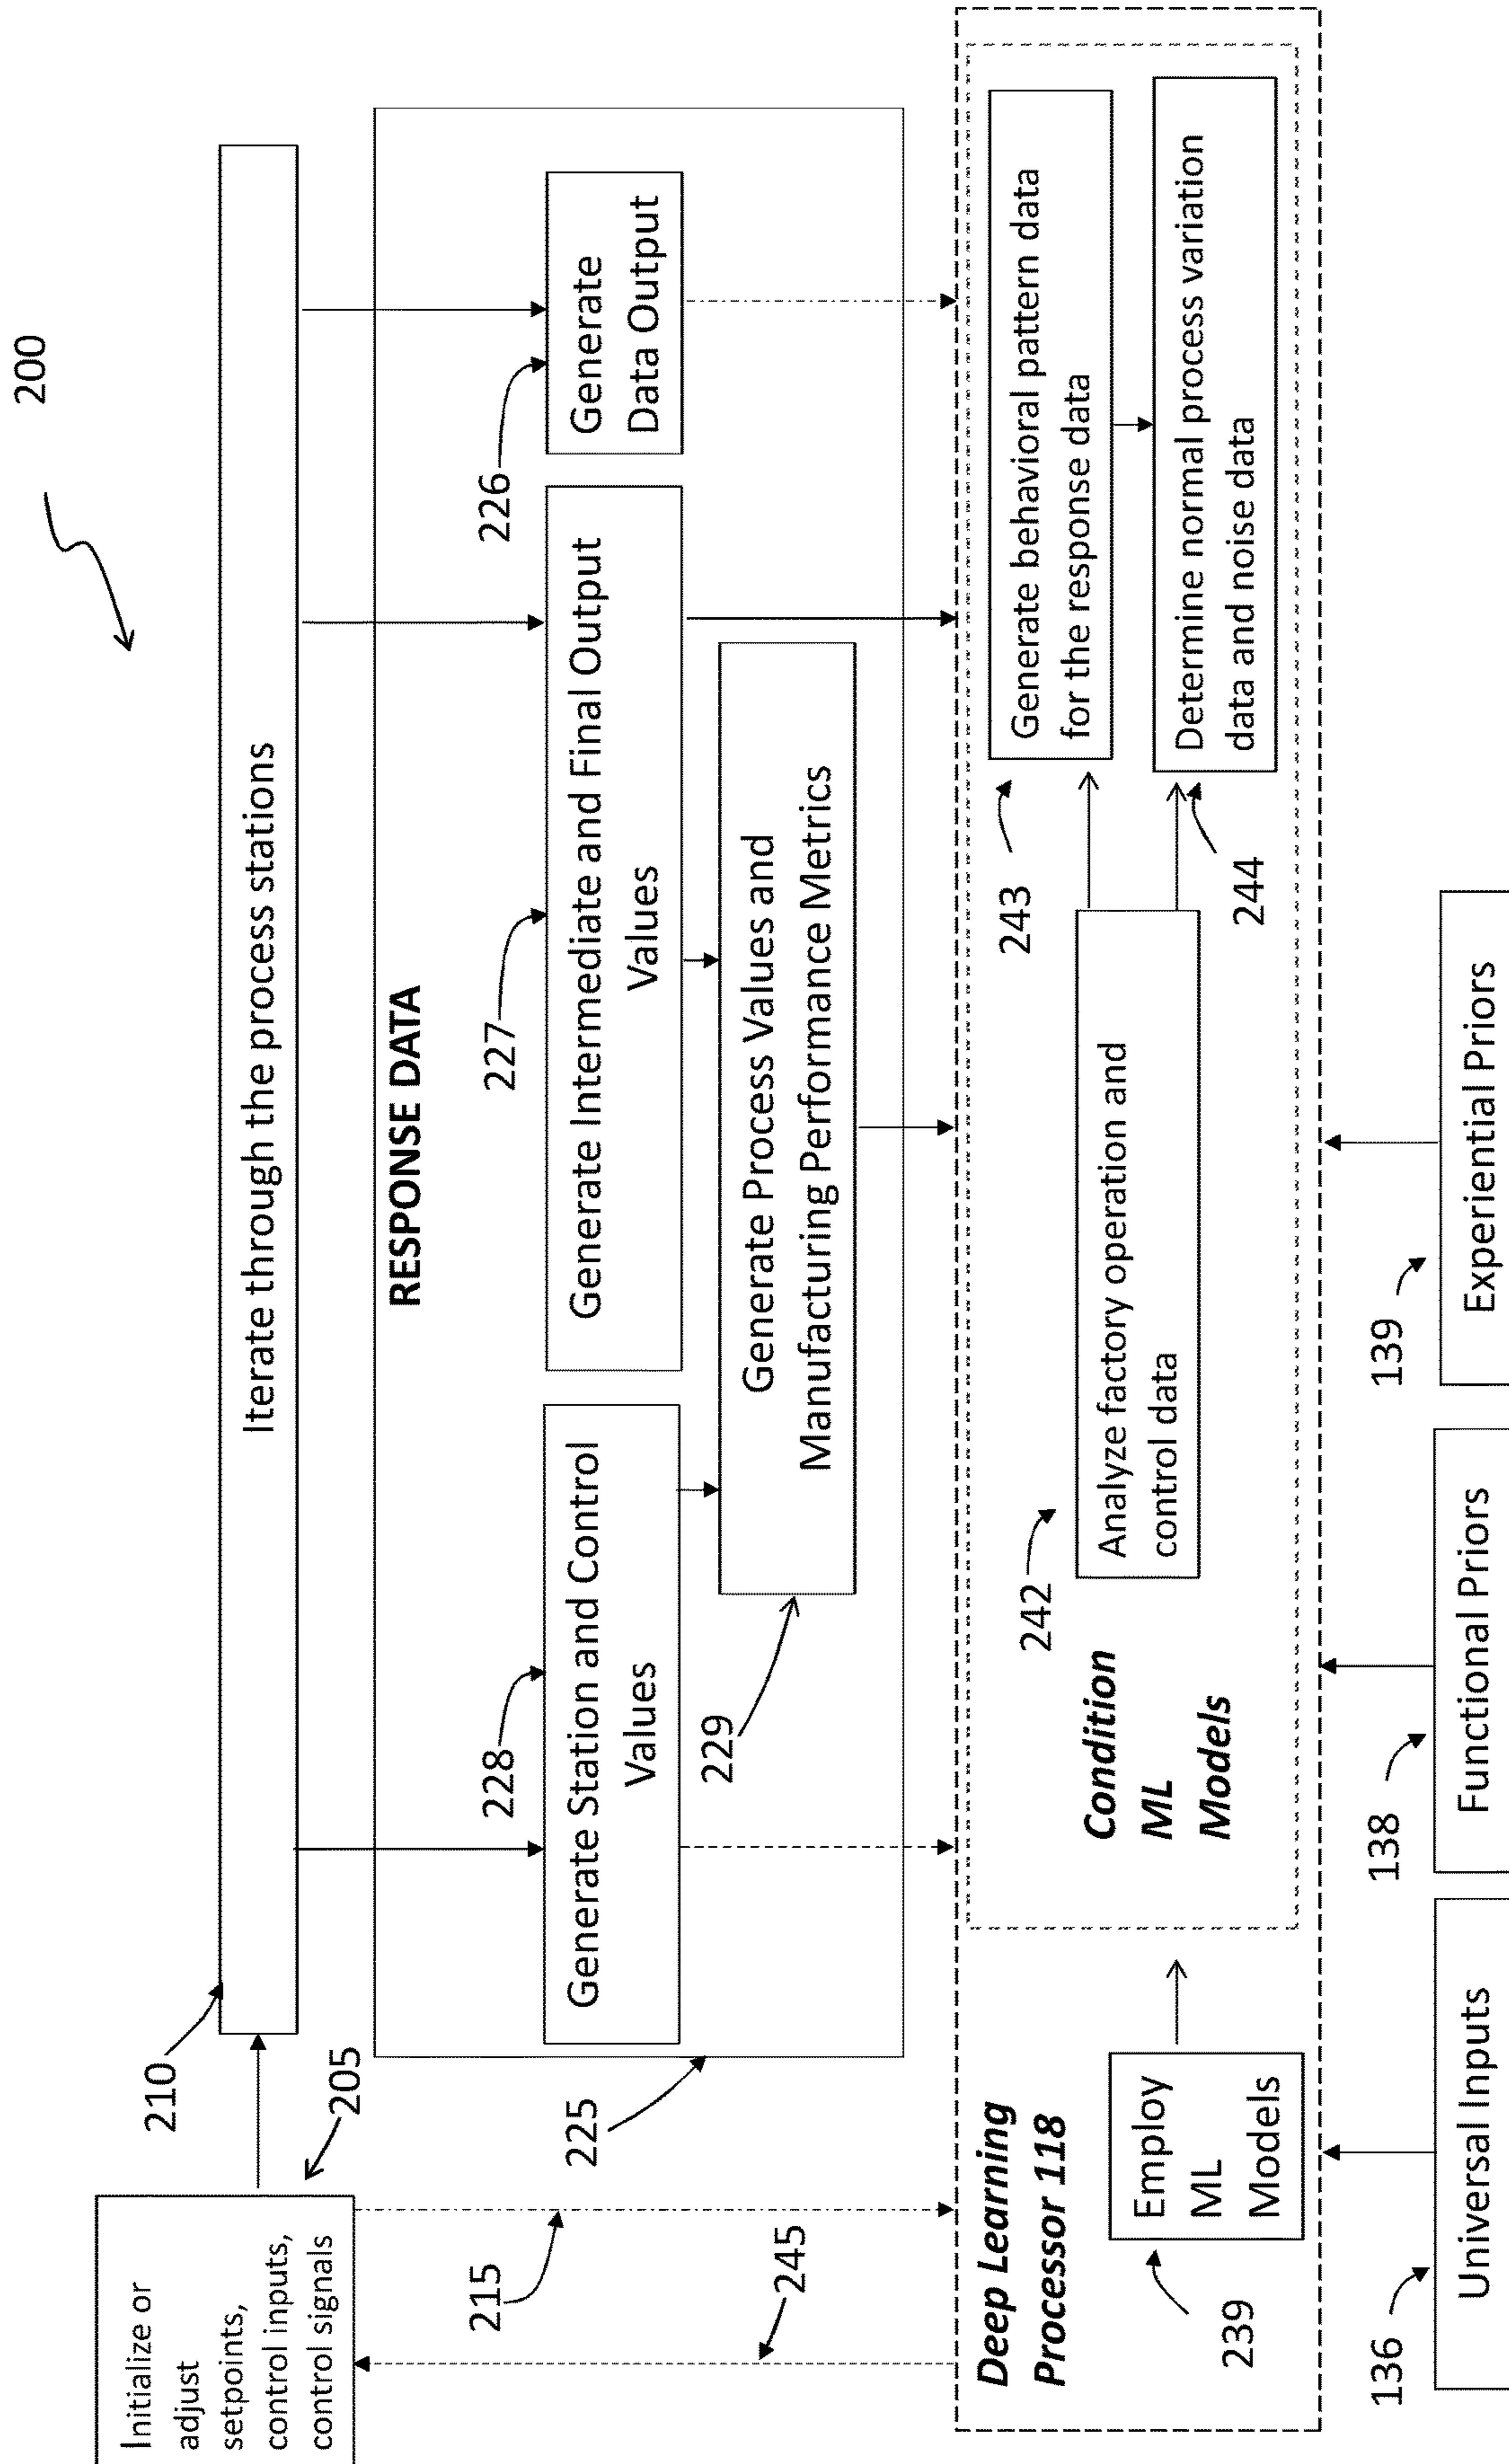 200
Initialize or
adjust
setpoints,
control inputs,
control signals
205
210
Iterate through the process stations
215
245
225
RESPONSE DATA
228
Generate Station and Control
Values
227
Generate Intermediate and Final Output
Values
226
Generate
Data Output
229
Generate Process Values and
Manufacturing Performance Metrics
Deep Learning
Processor 118
239
Employ
ML
Models
Condition
ML
Models
242
Analyze factory operation and
control data
243
Generate behavioral pattern data
for the response data
244
Determine normal process variation
data and noise data
136
Universal Inputs
138
Functional Priors
139
Experiential Priors